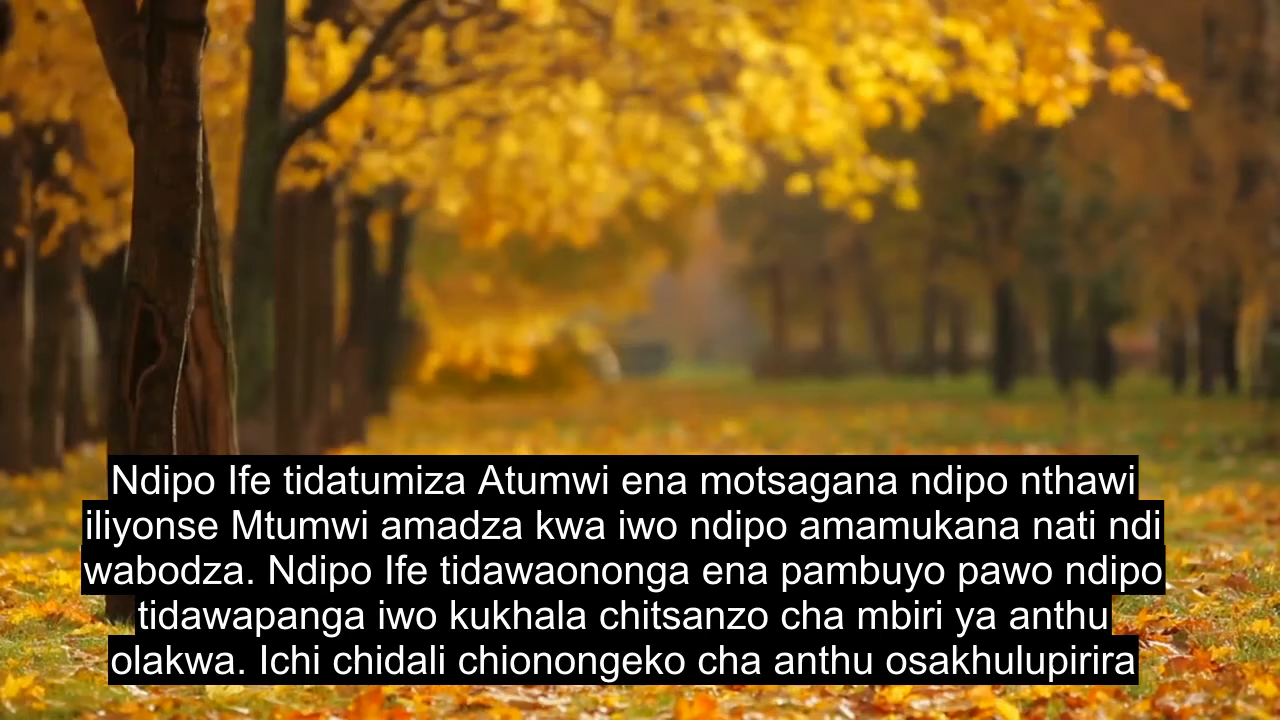 Ndipo Ife tidatumiza Atumwi ena motsagana ndipo nthawi
iliyonse Mtumwi amadza kwa iwo ndipo amamukana nati ndi
wabodza. Ndipo Ife tidawaononga ena pambuyo pawo ndipo
tidawapanga iwo kukhala chitsanzo cha mbiri ya anthu
olakwa. Ichi chidali chionongeko cha anthu osakhulupirira